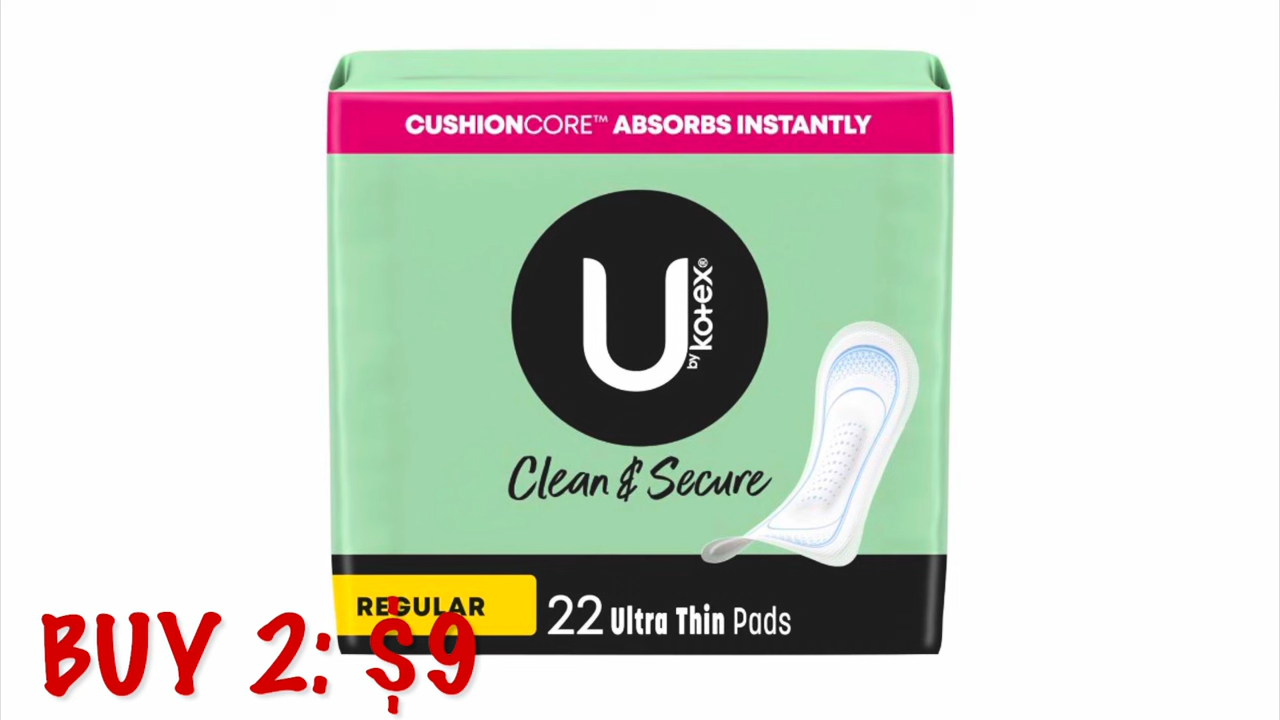 CUSHIONCORE™ ABSORBS INSTANTLY
U by kotex®
Clean & Secure
REGULAR
22 Ultra Thin Pads
BUY 2: $9